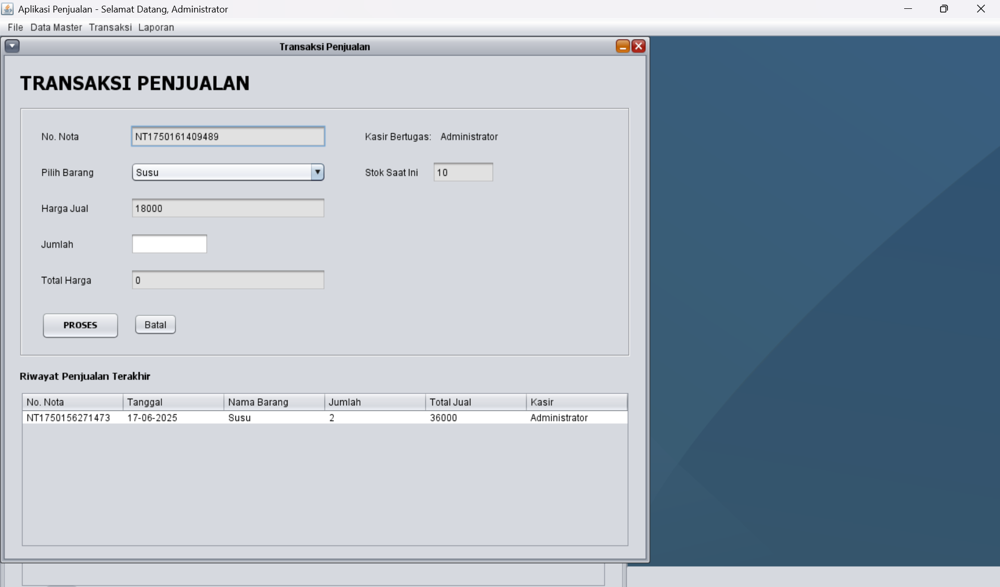 Aplikasi Penjualan - Selamat Datang, Administrator
File Data Master Transaksi Laporan
Transaksi Penjualan
TRANSAKSI PENJUALAN
No. Nota NT1750161409489 Kasir Bertugas: Administrator
Pilih Barang Susu Stok Saat Ini 10
Harga Jual 18000
Jumlah
Total Harga 0
PROSES Batal
Riwayat Penjualan Terakhir
No. Nota Tanggal Nama Barang Jumlah Total Jual Kasir
NT1750156271473 17-06-2025 Susu 2 36000 Administrator